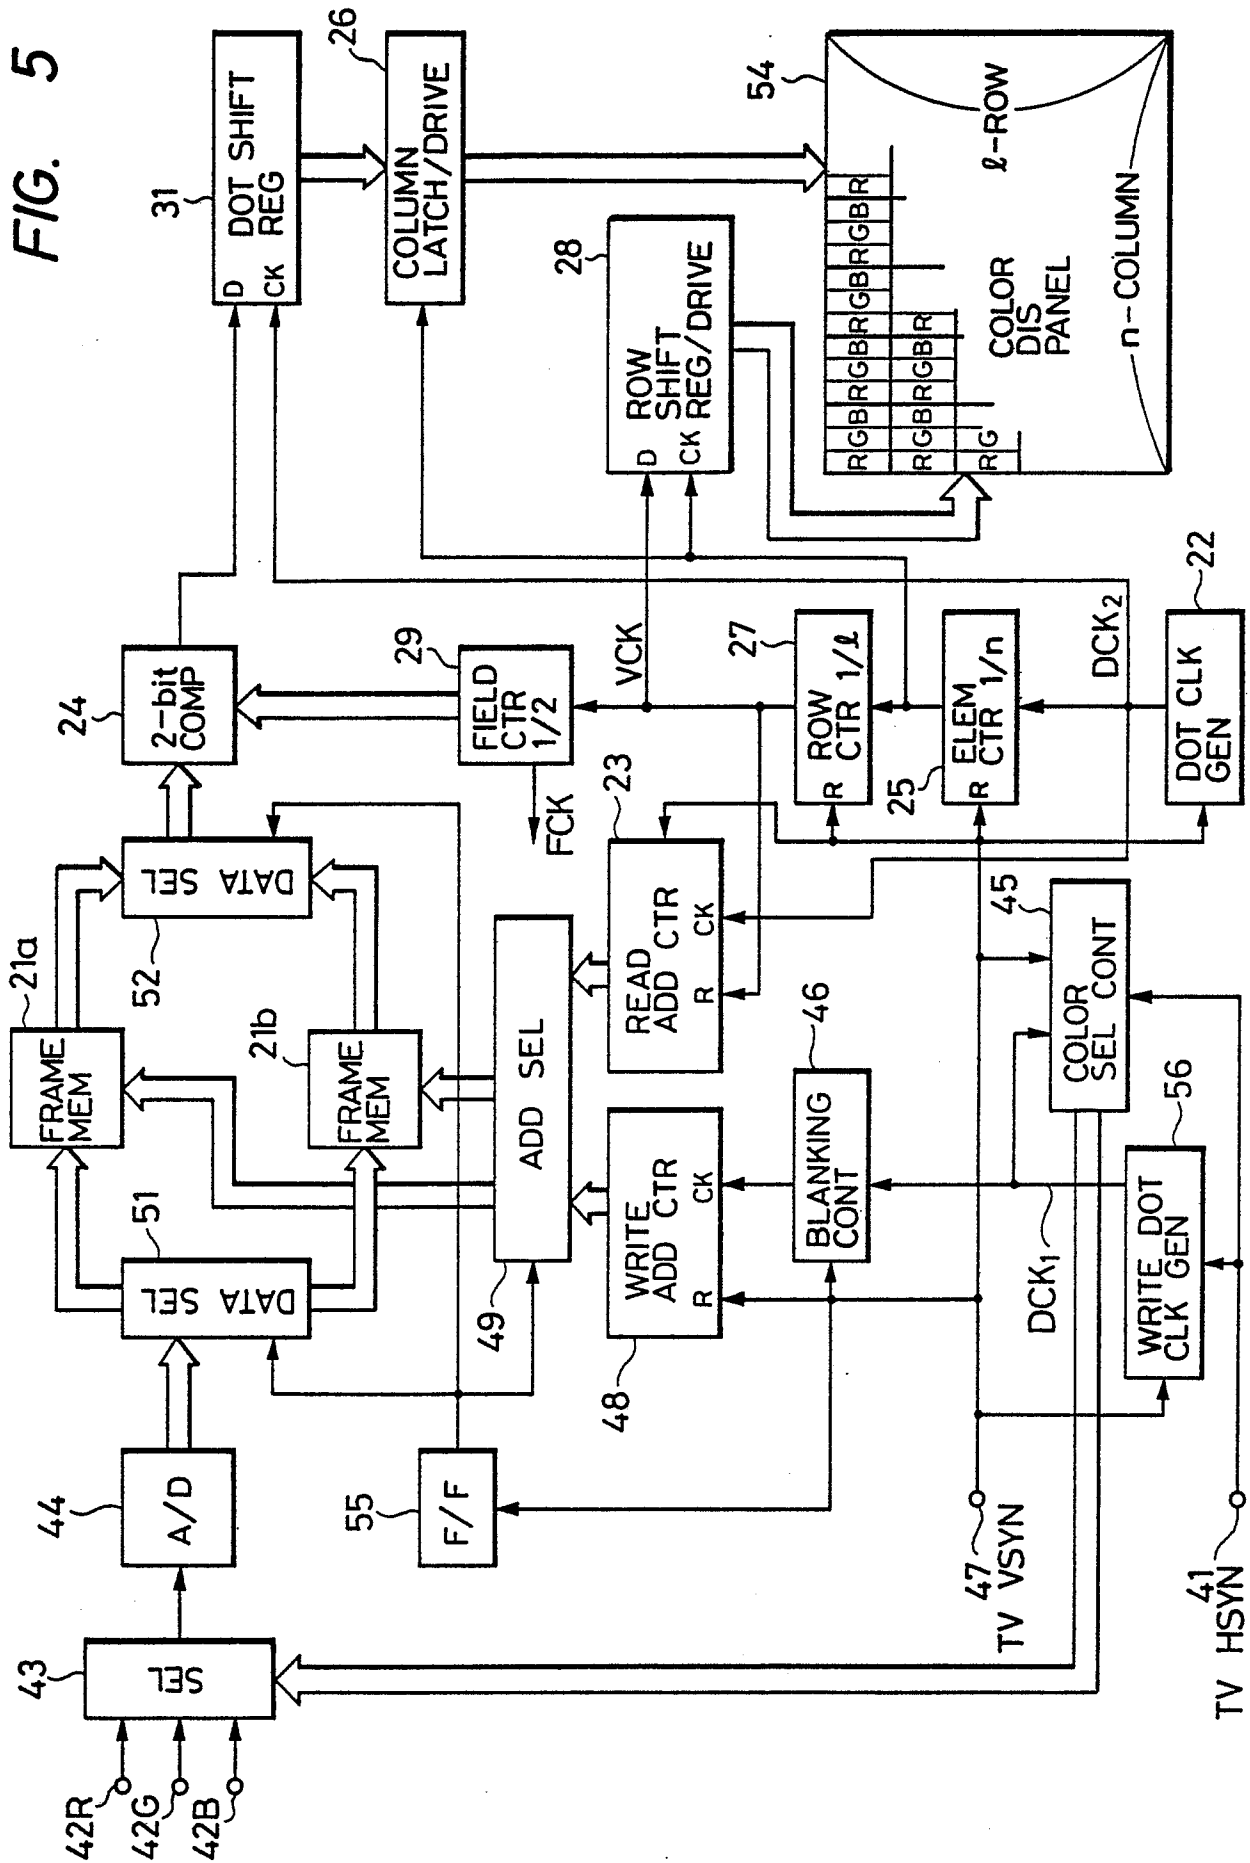 FIG. 5
42R
42G
42B
43
SEL
44
A/D
51
DATA SEL
21a
FRAME
MEM
21b
FRAME
MEM
52
DATA SEL
24
2-bit
COMP
31
DOT SHIFT
REG
D
CK
26
COLUMN
LATCH/DRIVE
55
F/F
49
ADD SEL
29
FIELD
CTR
1/2
FCK
VCK
28
ROW
SHIFT
REG/DRIVE
D
CK
48
WRITE
ADD CTR
R
CK
23
READ
ADD CTR
R
CK
46
BLANKING
CONT
27
ROW
CTR 1/ℓ
R
25
ELEM
CTR 1/n
R
54
R G B R G B R G B R G B R
R G B R G B R
R G
COLOR
DIS
PANEL
ℓ-ROW
n-COLUMN
47
TV VSYN
DCK1
45
COLOR
SEL CONT
DCK2
22
DOT CLK
GEN
56
WRITE DOT
CLK GEN
41
TV HSYN